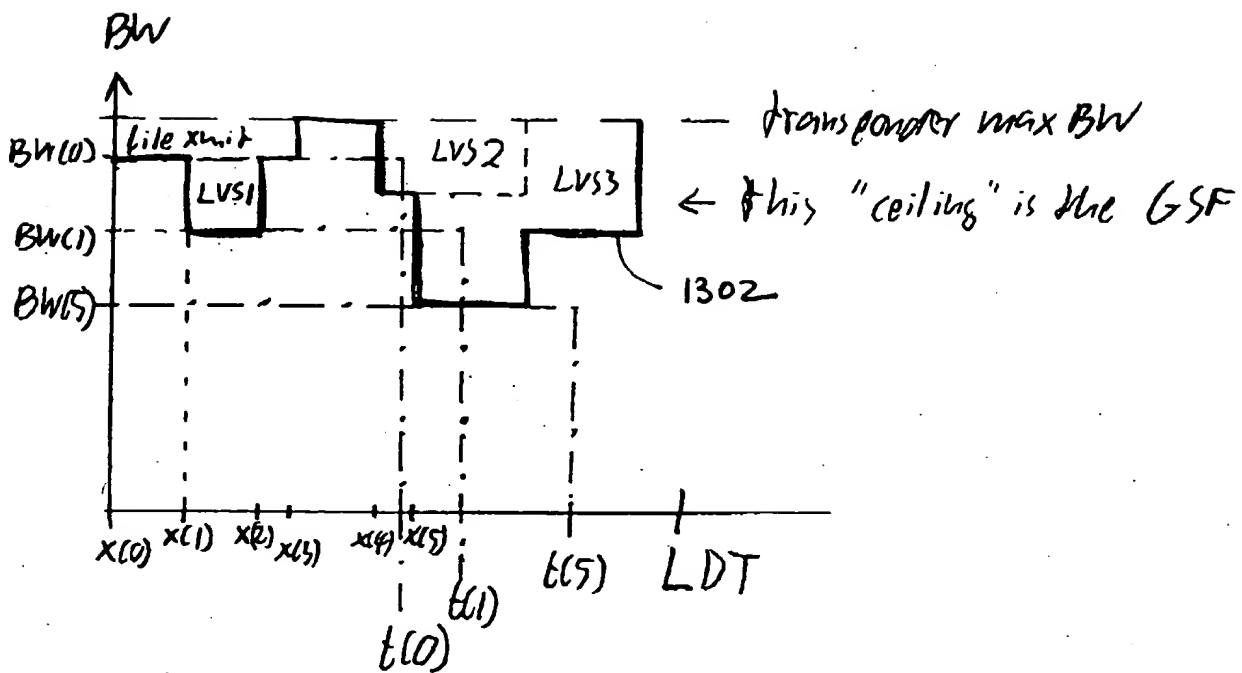 BW
transponder max BW
file xmit
BW(0)
LVS2
LVS1
LVS3
← this "ceiling" is the GSF
BW(1)
1302
BW(5)
x(0)
x(1)
x(2)
x(3)
x(4)
x(5)
t(5)
LDT
t(1)
t(0)